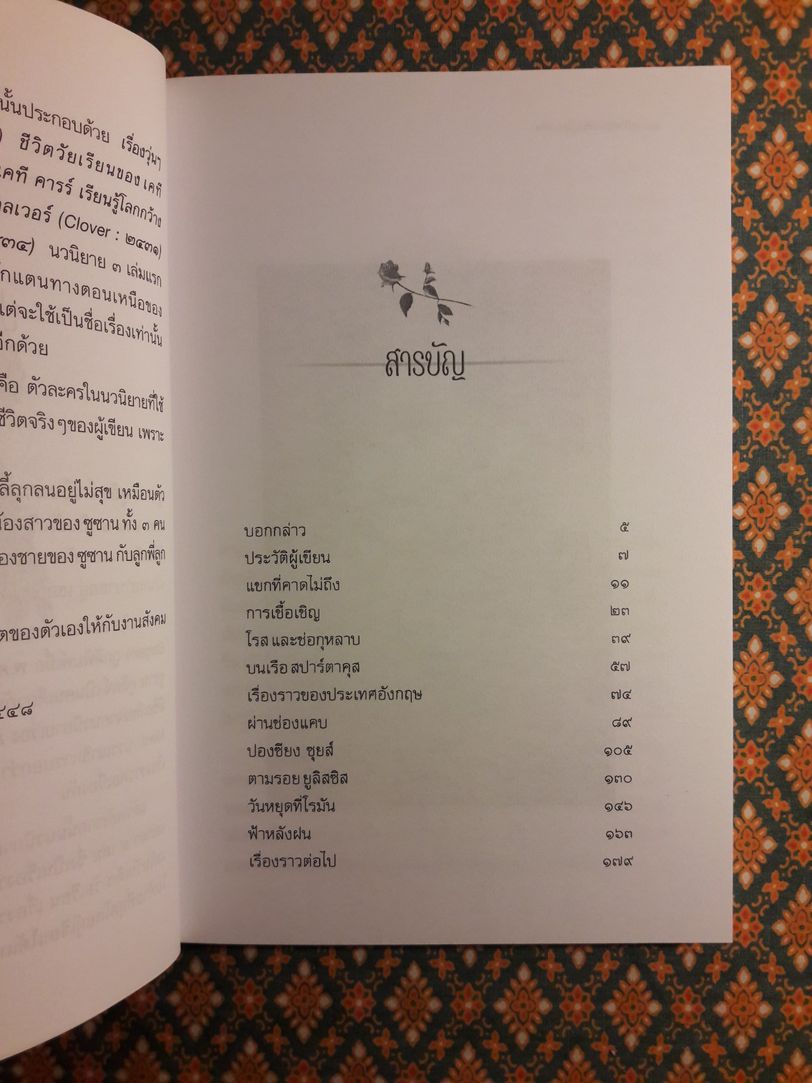 นั้นประกอบด้วย เรื่องวุ่นๆ
) ชีวิตวัยเรียนของ เคที
คที คารร์ เรียนรู้โลกกว้าง
ลเวอร์ (Clover : ๒๔๓๑)
๓๔) นวนิยาย ๓ เล่มแรก
กแตนทางตอนเหนือของ
ต่จะใช้เป็นชื่อเรื่องเท่านั้น
อีกด้วย
คือ ตัวละครในนวนิยายที่ใช้
ชีวิตจริงๆของผู้เขียน เพราะ
ลี้ลุกลนอยู่ไม่สุข เหมือนตัว
น้องสาวของ ซูซาน ทั้ง ๓ คน
องชายของ ซูซาน กับลูกพี่ลูก
ตของตัวเองให้กับงานสังคม
๔๘
สารบัญ
บอกกล่าว ๕
ประวัติผู้เขียน ๗
แขกที่คาดไม่ถึง ๑๑
การเชื้อเชิญ ๒๓
โรส และช่อกุหลาบ ๓๙
บนเรือ สปาร์ตาคุส ๕๗
เรื่องราวของประเทศอังกฤษ ๗๔
ผ่านช่องแคบ ๘๙
ปองซียง ซุยส์ ๑๐๕
ตามรอย ยูลิสซิส ๑๓๐
วันหยุดที่โรมัน ๑๔๖
ฟ้าหลังฝน ๑๖๓
เรื่องราวต่อไป ๑๗๙